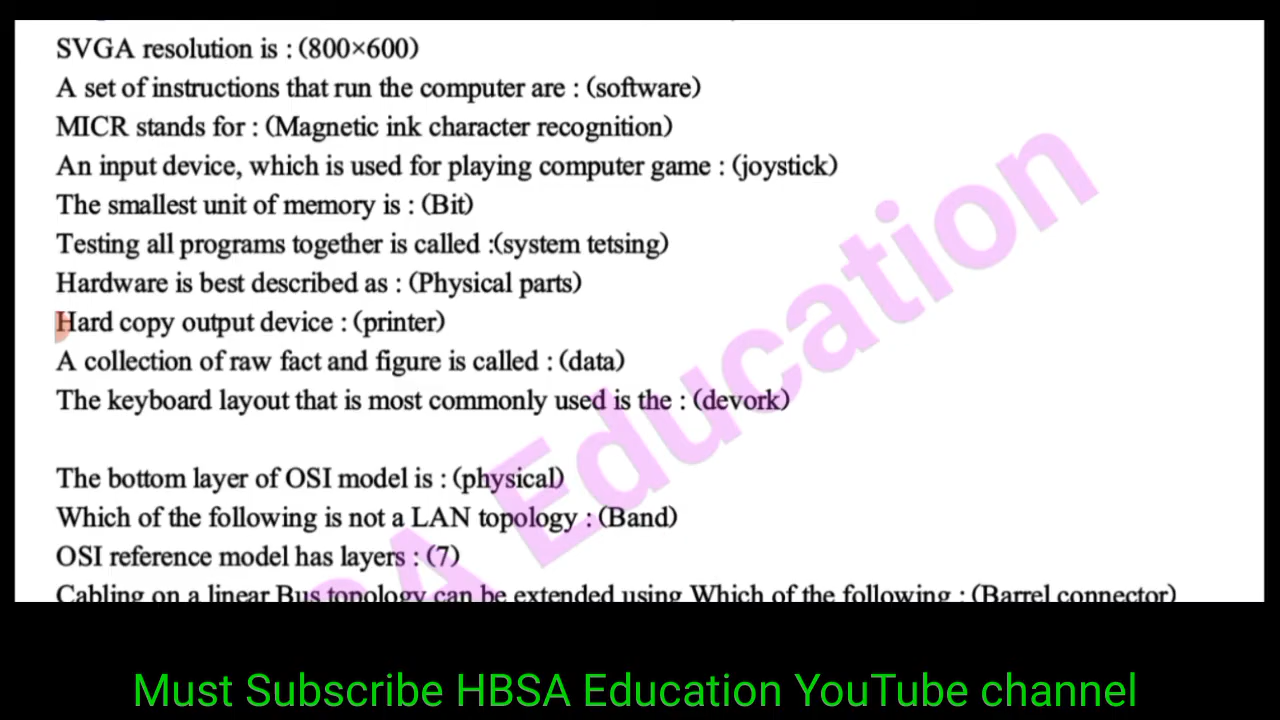 SVGA resolution is : (800×600)
A set of instructions that run the computer are : (software)
MICR stands for : (Magnetic ink character recognition)
An input device, which is used for playing computer game : (joystick)
The smallest unit of memory is : (Bit)
Testing all programs together is called :(system tetsing)
Hardware is best described as : (Physical parts)
Hard copy output device : (printer)
A collection of raw fact and figure is called : (data)
The keyboard layout that is most commonly used is the : (devork)
The bottom layer of OSI model is : (physical)
Which of the following is not a LAN topology : (Band)
OSI reference model has layers : (7)
Cabling on a linear Bus topology can be extended using Which of the following : (Barrel connector)
SA Education
Must Subscribe HBSA Education YouTube channel